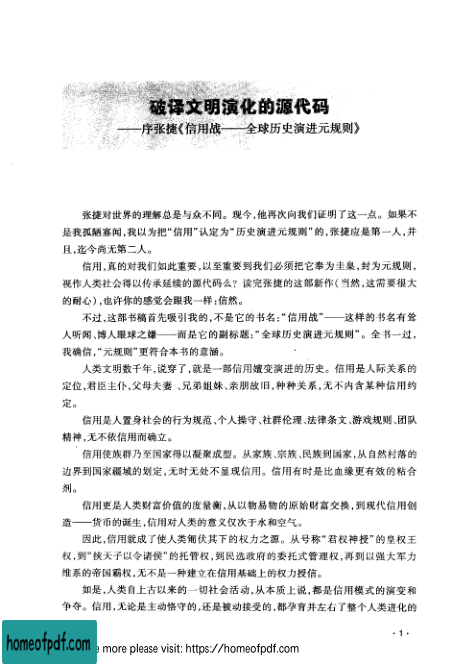 破译文明演化的源代码
——序张捷《信用战——全球历史演进元规则》
张捷对世界的理解总是与众不同。现今,他再次向我们证明了这一点。如果不
是我孤陋寡闻,我以为把“信用”认定为“历史演进元规则”的,张捷应是第一人,并
且,迄今尚无第二人。
信用,真的对我们如此重要,以至重要到我们必须把它奉为圭臬,封为元规则,
视作人类社会得以传承延续的源代码么?读完张捷的这部新作(当然,这需要很大
的耐心),也许你的感觉会跟我一样:信然。
不过,这部书稿首先吸引我的,不是它的书名:“信用战”——这样的书名有耸
人听闻、博人眼球之嫌——而是它的副标题:“全球历史演进元规则”。全书一过,
我确信,“元规则”更符合本书的意涵。
人类文明数千年,说穿了,就是一部信用嬗变演进的历史。信用是人际关系的
定位,君臣主仆,父母夫妻、兄弟姐妹、亲朋故旧,种种关系,无不内含某种信用约
定。
信用是人置身社会的行为规范、个人操守、社群伦理、法律条文、游戏规则、团队
精神,无不依信用而确立。
信用使族群乃至国家得以凝聚成型。从家族、宗族、民族到国家,从自然村落的
边界到国家疆域的划定,无时无处不显现信用。信用有时是比血缘更有效的粘合
剂。
信用更是人类财富价值的度量衡,从以物易物的原始财富交换,到现代信用创
造——货币的诞生,信用对人类的意义仅次于水和空气。
因此,信用就成了使人类匍伏其下的权力之源。从号称“君权神授”的皇权王
权,到“挟天子以令诸侯”的托管权,到民选政府的委托式管理权,再到以强大军力
维系的帝国霸权,无不是一种建立在信用基础上的权力授信。
如是,人类自上古以来的一切社会活动,从本质上说,都是信用模式的演变和
争夺。信用,无论是主动恪守的,还是被动接受的,都孕育并左右了整个人类进化的
·1·
homeofpdf.com
e more please visit: https://homeofpdf.com